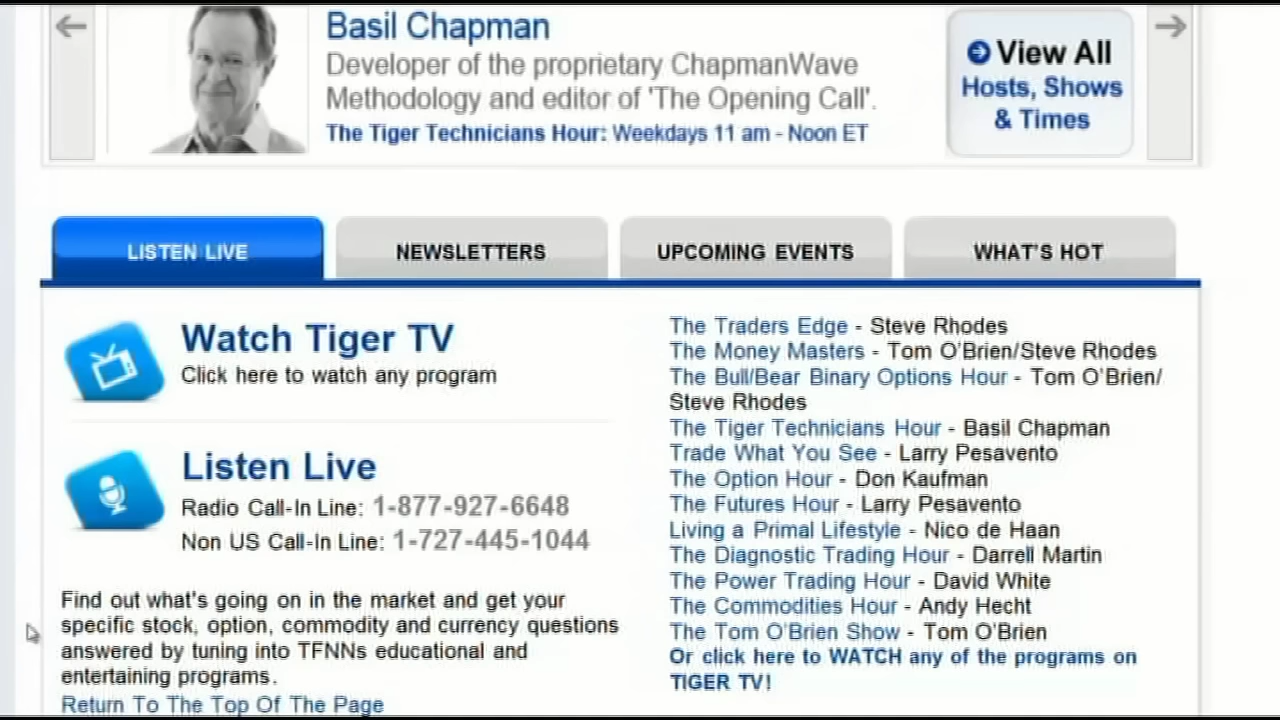 Basil Chapman
Developer of the proprietary ChapmanWave
Methodology and editor of 'The Opening Call'.
The Tiger Technicians Hour: Weekdays 11 am - Noon ET
View All
Hosts, Shows
& Times
LISTEN LIVE
NEWSLETTERS
UPCOMING EVENTS
WHAT'S HOT
Watch Tiger TV
Click here to watch any program
Listen Live
Radio Call-In Line: 1-877-927-6648
Non US Call-In Line: 1-727-445-1044
Find out what's going on in the market and get your
specific stock, option, commodity and currency questions
answered by tuning into TFNNs educational and
entertaining programs.
Return To The Top Of The Page
The Traders Edge - Steve Rhodes
The Money Masters - Tom O'Brien/Steve Rhodes
The Bull/Bear Binary Options Hour - Tom O'Brien/
Steve Rhodes
The Tiger Technicians Hour - Basil Chapman
Trade What You See - Larry Pesavento
The Option Hour - Don Kaufman
The Futures Hour - Larry Pesavento
Living a Primal Lifestyle - Nico de Haan
The Diagnostic Trading Hour - Darrell Martin
The Power Trading Hour - David White
The Commodities Hour - Andy Hecht
The Tom O'Brien Show - Tom O'Brien
Or click here to WATCH any of the programs on
TIGER TV!